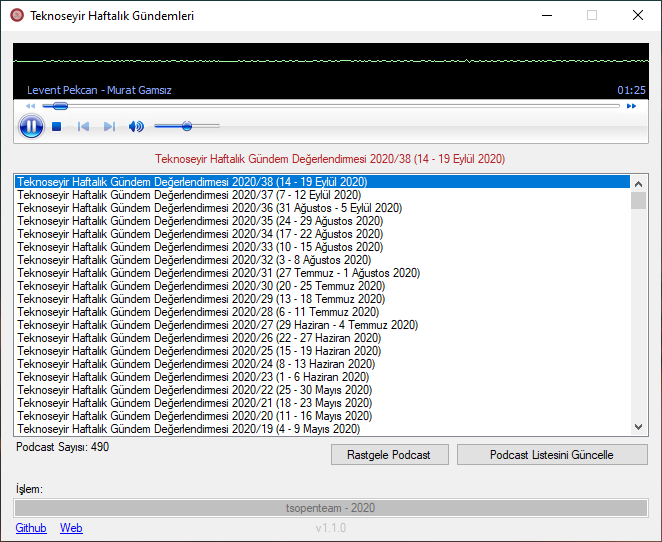 Teknoseyir Haftalık Gündemleri
Levent Pekcan - Murat Gamsız 01:25
Teknoseyir Haftalık Gündem Değerlendirmesi 2020/38 (14 - 19 Eylül 2020)
Teknoseyir Haftalık Gündem Değerlendirmesi 2020/38 (14 - 19 Eylül 2020)
Teknoseyir Haftalık Gündem Değerlendirmesi 2020/37 (7 - 12 Eylül 2020)
Teknoseyir Haftalık Gündem Değerlendirmesi 2020/36 (31 Ağustos - 5 Eylül 2020)
Teknoseyir Haftalık Gündem Değerlendirmesi 2020/35 (24 - 29 Ağustos 2020)
Teknoseyir Haftalık Gündem Değerlendirmesi 2020/34 (17 - 22 Ağustos 2020)
Teknoseyir Haftalık Gündem Değerlendirmesi 2020/33 (10 - 15 Ağustos 2020)
Teknoseyir Haftalık Gündem Değerlendirmesi 2020/32 (3 - 8 Ağustos 2020)
Teknoseyir Haftalık Gündem Değerlendirmesi 2020/31 (27 Temmuz - 1 Ağustos 2020)
Teknoseyir Haftalık Gündem Değerlendirmesi 2020/30 (20 - 25 Temmuz 2020)
Teknoseyir Haftalık Gündem Değerlendirmesi 2020/29 (13 - 18 Temmuz 2020)
Teknoseyir Haftalık Gündem Değerlendirmesi 2020/28 (6 - 11 Temmuz 2020)
Teknoseyir Haftalık Gündem Değerlendirmesi 2020/27 (29 Haziran - 4 Temmuz 2020)
Teknoseyir Haftalık Gündem Değerlendirmesi 2020/26 (22 - 27 Haziran 2020)
Teknoseyir Haftalık Gündem Değerlendirmesi 2020/25 (15 - 19 Haziran 2020)
Teknoseyir Haftalık Gündem Değerlendirmesi 2020/24 (8 - 13 Haziran 2020)
Teknoseyir Haftalık Gündem Değerlendirmesi 2020/23 (1 - 6 Haziran 2020)
Teknoseyir Haftalık Gündem Değerlendirmesi 2020/22 (25 - 30 Mayıs 2020)
Teknoseyir Haftalık Gündem Değerlendirmesi 2020/21 (18 - 23 Mayıs 2020)
Teknoseyir Haftalık Gündem Değerlendirmesi 2020/20 (11 - 16 Mayıs 2020)
Teknoseyir Haftalık Gündem Değerlendirmesi 2020/19 (4 - 9 Mayıs 2020)
Podcast Sayısı: 490
Rastgele Podcast Podcast Listesini Güncelle
İşlem:
tsopenteam - 2020
Github Web v1.1.0